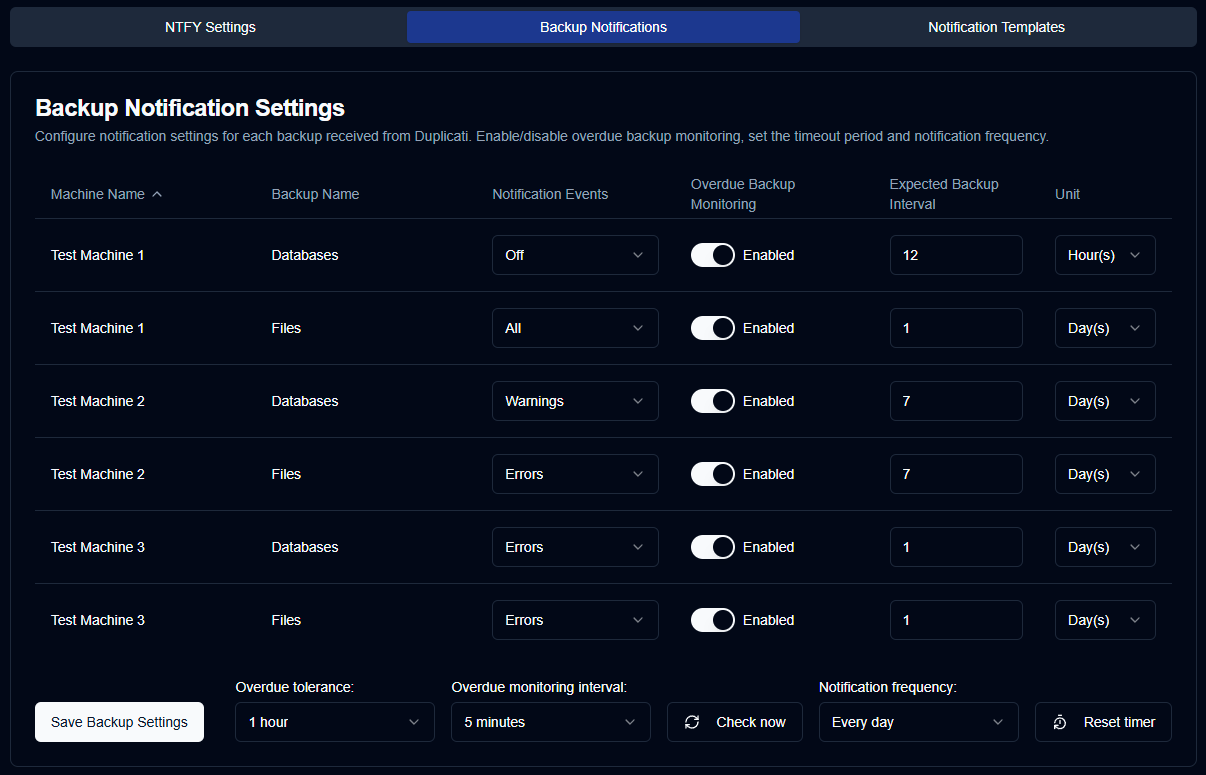 NTFY Settings Backup Notifications Notification Templates
Backup Notification Settings
Configure notification settings for each backup received from Duplicati. Enable/disable overdue backup monitoring, set the timeout period and notification frequency.
Machine Name Backup Name Notification Events Overdue Backup Monitoring Expected Backup Interval Unit
Test Machine 1 Databases Off Enabled 12 Hour(s)
Test Machine 1 Files All Enabled 1 Day(s)
Test Machine 2 Databases Warnings Enabled 7 Day(s)
Test Machine 2 Files Errors Enabled 7 Day(s)
Test Machine 3 Databases Errors Enabled 1 Day(s)
Test Machine 3 Files Errors Enabled 1 Day(s)
Overdue tolerance: Overdue monitoring interval: Notification frequency:
Save Backup Settings 1 hour 5 minutes Check now Every day Reset timer